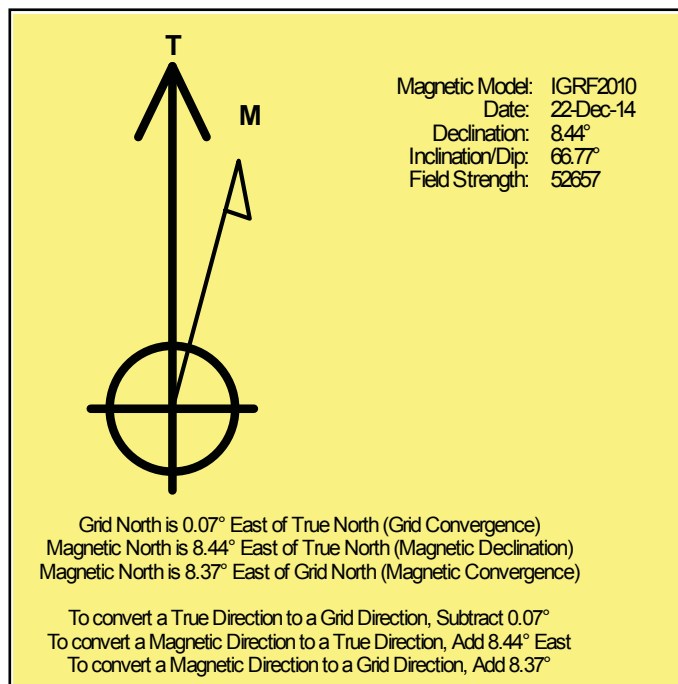 T
M
Magnetic Model: IGRF2010
Date: 22-Dec-14
Declination: 8.44°
Inclination/Dip: 66.77°
Field Strength: 52657
Grid North is 0.07° East of True North (Grid Convergence)
Magnetic North is 8.44° East of True North (Magnetic Declination)
Magnetic North is 8.37° East of Grid North (Magnetic Convergence)
To convert a True Direction to a Grid Direction, Subtract 0.07°
To convert a Magnetic Direction to a True Direction, Add 8.44° East
To convert a Magnetic Direction to a Grid Direction, Add 8.37°